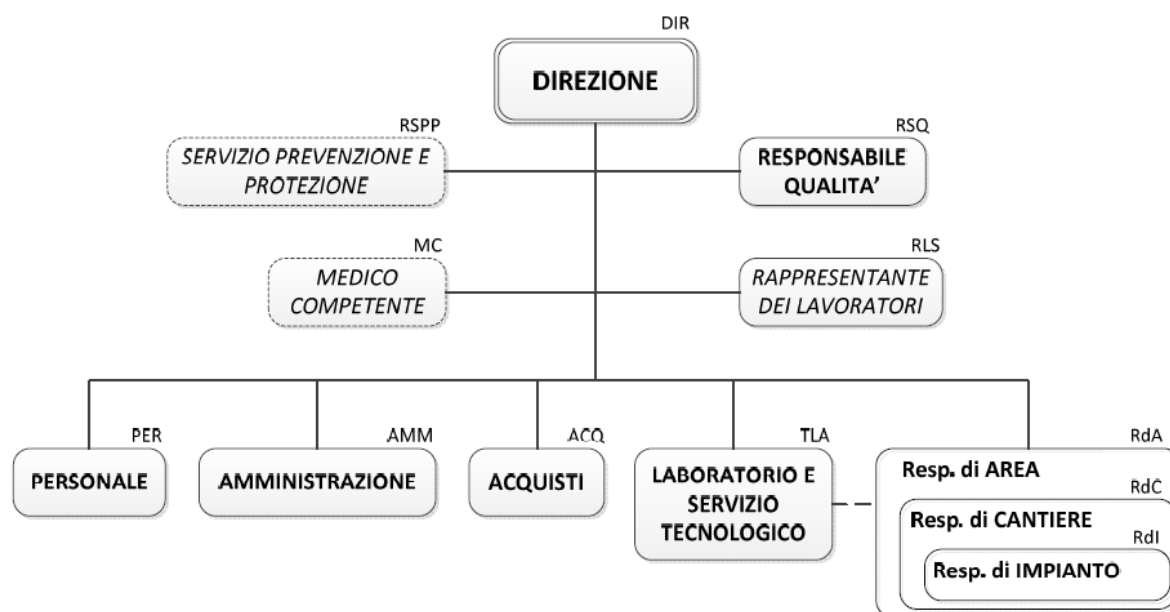 DIR
DIREZIONE
RSPP
SERVIZIO PREVENZIONE E
PROTEZIONE
RSQ
RESPONSABILE
QUALITA'
MC
MEDICO
COMPETENTE
RLS
RAPPRESENTANTE
DEI LAVORATORI
PER
PERSONALE
AMM
AMMINISTRAZIONE
ACQ
ACQUISTI
TLA
LABORATORIO E
SERVIZIO
TECNOLOGICO
RdA
Resp. di AREA
RdC
Resp. di CANTIERE
RdI
Resp. di IMPIANTO